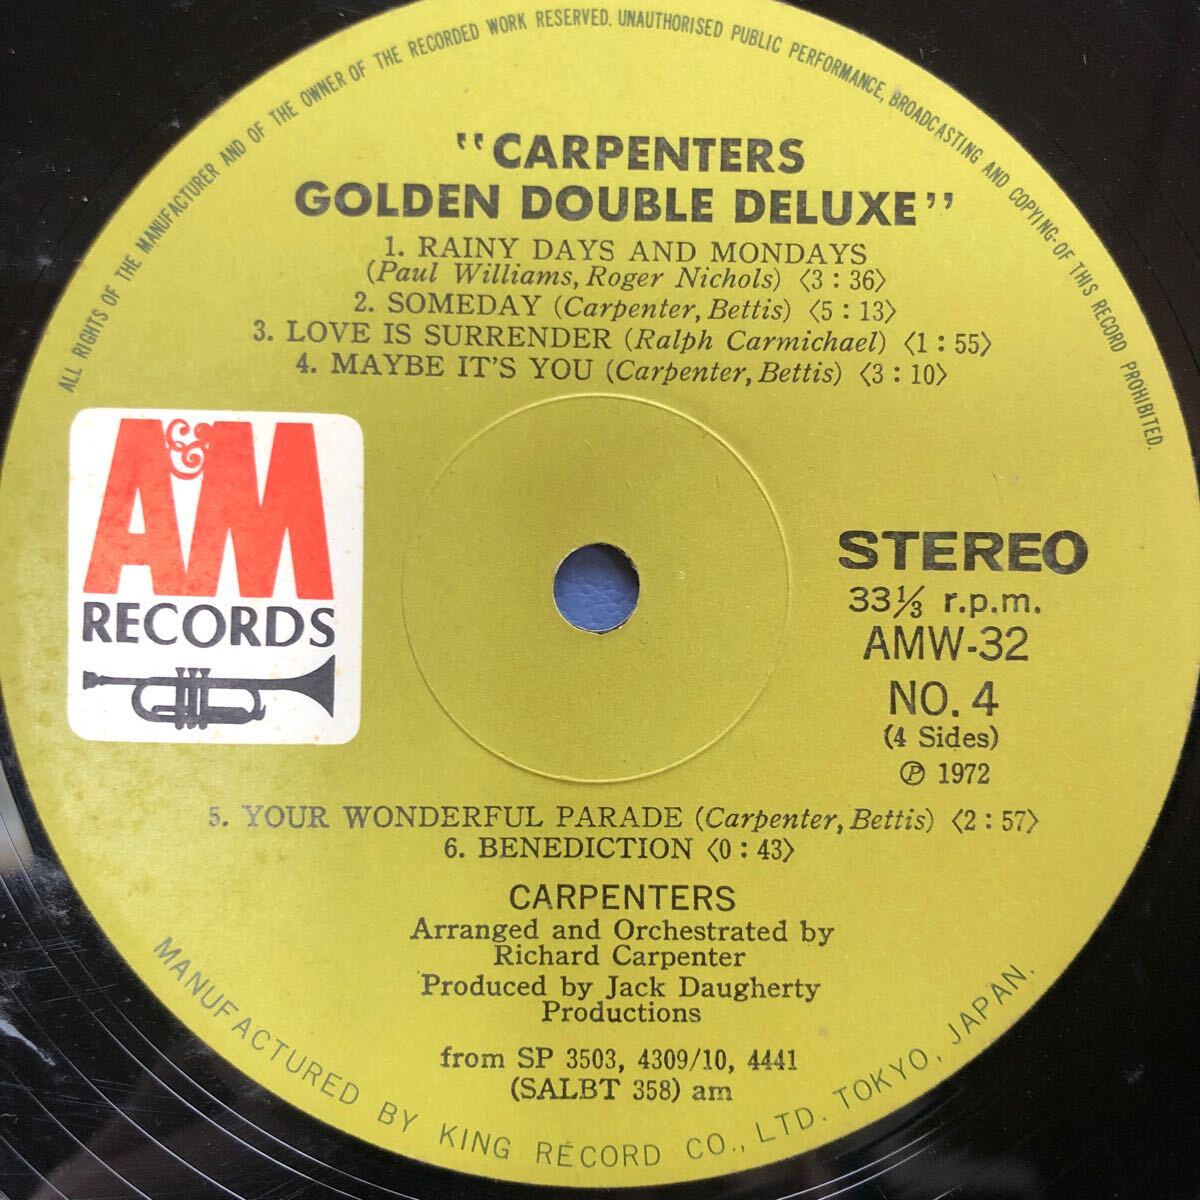 ALL RIGHTS OF THE MANUFACTURER AND OF THE OWNER OF THE RECORDED WORK RESERVED. UNAUTHORISED PUBLIC PERFORMANCE, BROADCASTING AND COPYING-OF THIS RECORD PROHIBITED.
"CARPENTERS
GOLDEN DOUBLE DELUXE"
1. RAINY DAYS AND MONDAYS
(Paul Williams, Roger Nichols) ⟨3:36⟩
2. SOMEDAY (Carpenter, Bettis) ⟨5:13⟩
3. LOVE IS SURRENDER (Ralph Carmichael) ⟨1:55⟩
4. MAYBE IT'S YOU (Carpenter, Bettis) ⟨3:10⟩
A&M
RECORDS
STEREO
33⅓ r.p.m.
AMW-32
NO. 4
(4 Sides)
Ⓟ 1972
5. YOUR WONDERFUL PARADE (Carpenter, Bettis) ⟨2:57⟩
6. BENEDICTION ⟨0:43⟩
CARPENTERS
Arranged and Orchestrated by
Richard Carpenter
Produced by Jack Daugherty
Productions
from SP 3503, 4309/10, 4441
(SALBT 358) am
MANUFACTURED BY KING RECORD CO., LTD. TOKYO, JAPAN.